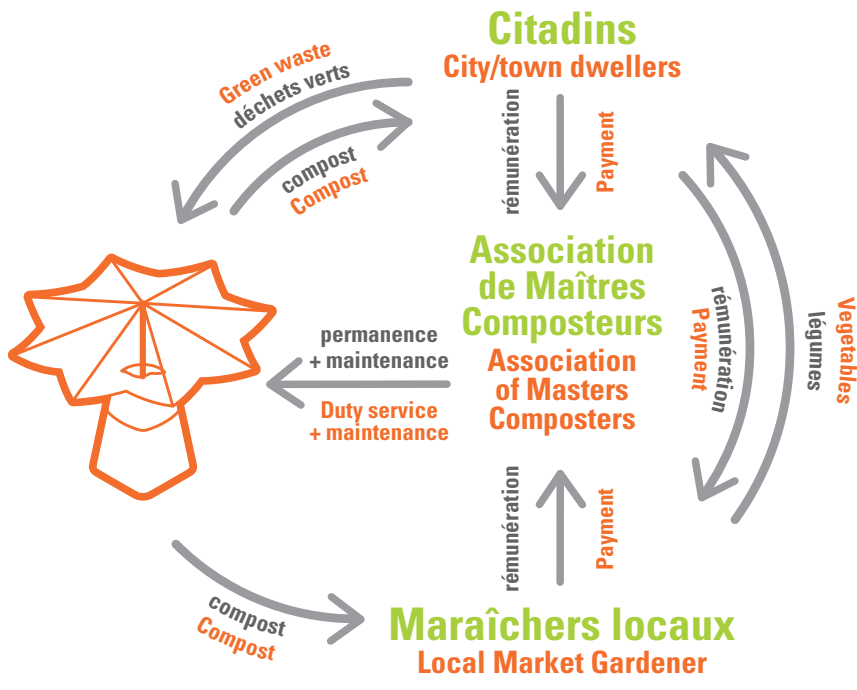 Citadins
City/town dwellers
Green waste
déchets verts
compost
Compost
rémunération
Payment
Association
de Maîtres
Composteurs
Association
of Masters
Composters
permanence
+ maintenance
Duty service
+ maintenance
rémunération
Payment
Vegetables
légumes
rémunération
Payment
compost
Compost
Maraîchers locaux
Local Market Gardener